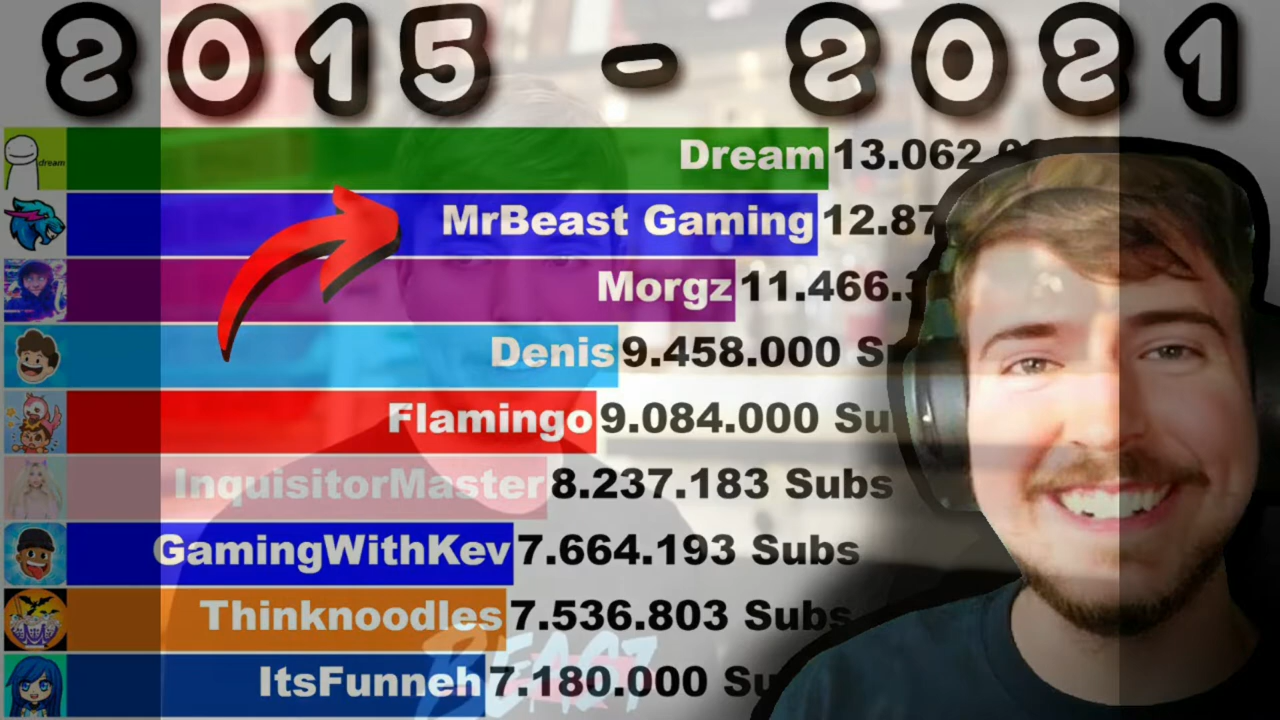 2015 - 2021
dream
Dream 13.062
MrBeast Gaming 12.87
Morgz 11.466.
Denis 9.458.000
Flamingo 9.084.000
InquisitorMaster 8.237.183 Subs
GamingWithKev 7.664.193 Subs
Thinknoodles 7.536.803 Subs
ItsFunneh 7.180.000
BEAST